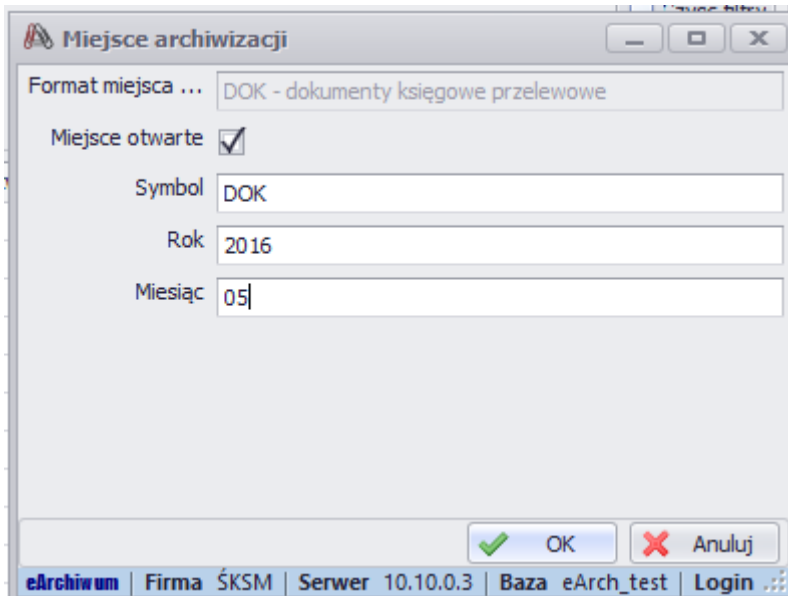 Miejsce archiwizacji
Format miejsca ... DOK - dokumenty księgowe przelewowe
Miejsce otwarte
Symbol DOK
Rok 2016
Miesiąc 05
OK Anuluj
eArchiwum | Firma ŚKSM | Serwer 10.10.0.3 | Baza eArch_test | Login